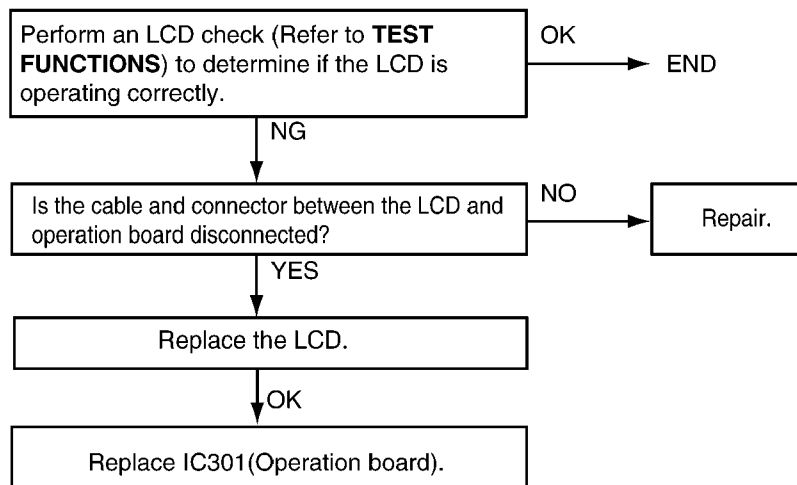 Perform an LCD check (Refer to TEST
FUNCTIONS) to determine if the LCD is
operating correctly.
OK
END
NG
Is the cable and connector between the LCD and
operation board disconnected?
NO
Repair.
YES
Replace the LCD.
OK
Replace IC301(Operation board).